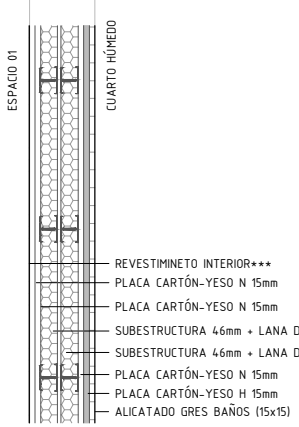 ESPACIO 01
CUARTO HÚMEDO
REVESTIMINETO INTERIOR***
PLACA CARTÓN-YESO N 15mm
PLACA CARTÓN-YESO N 15mm
SUBESTRUCTURA 46mm + LANA D
SUBESTRUCTURA 46mm + LANA D
PLACA CARTÓN-YESO N 15mm
PLACA CARTÓN-YESO H 15mm
ALICATADO GRES BAÑOS (15x15)